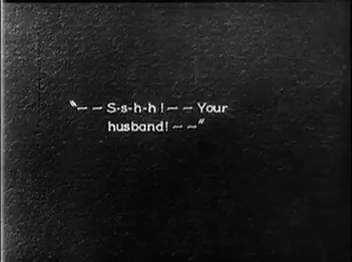 "— — S-s-h-h! — — Your
husband! — —"